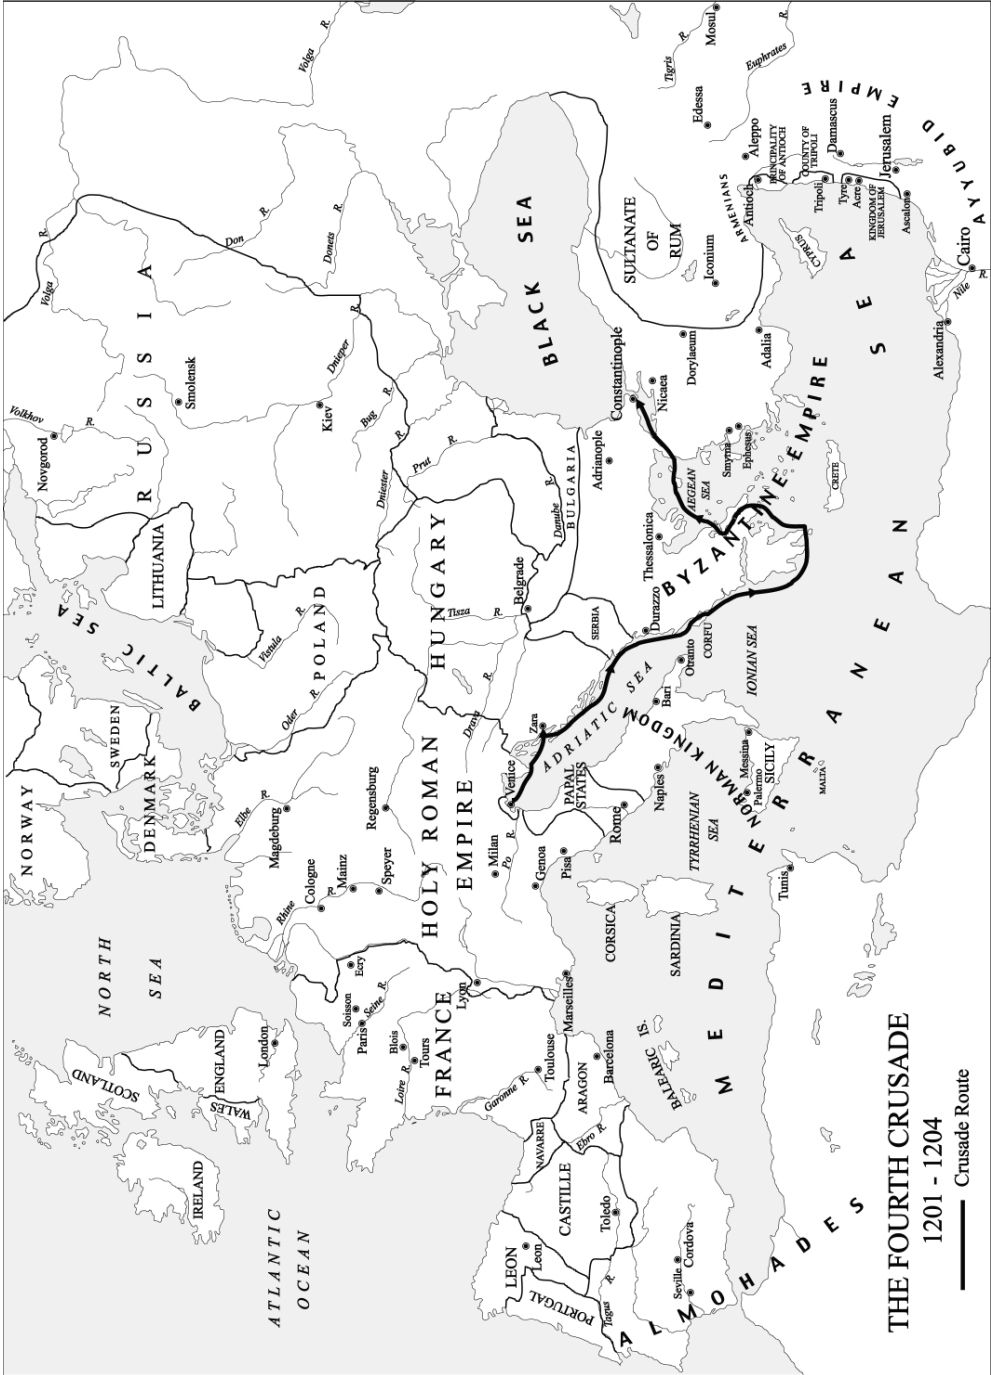 THE FOURTH CRUSADE
1201 - 1204
Crusade Route
NORWAY
SWEDEN
DENMARK
BALTIC SEA
NORTH
SEA
SCOTLAND
ENGLAND
WALES
London
IRELAND
ATLANTIC
OCEAN
Novgorod
Volkhov
R.
Volga
R.
Volga
R.
RUSSIA
Smolensk
LITHUANIA
Don
R.
Donets
R.
Dnieper
R.
Kiev
Bug
R.
Dniester
R.
Prut
R.
POLAND
Vistula
R.
Oder
R.
Elbe
R.
Magdeburg
Cologne
Mainz
R.
Rhine
Speyer
Regensburg
HOLY ROMAN
EMPIRE
Ecry
Soisson
Paris
Seine R.
Blois
Tours
Loire R.
FRANCE
Lyon
Garonne R.
Toulouse
Marseilles
HUNGARY
Tisza
R.
Drava
R.
Danube
R.
Belgrade
BULGARIA
SERBIA
Venice
Zara
Milan
Po
R.
Genoa
Pisa
PAPAL
STATES
Rome
ADRIATIC SEA
Naples
Bari
Otranto
NORMAN KINGDOM
Messina
Palermo
SICILY
MALTA
TYRRHENIAN
SEA
IONIAN SEA
CORSICA
SARDINIA
Tunis
NAVARRE
ARAGON
Ebro R.
Barcelona
BALEARIC IS.
CASTILLE
Toledo
LEON
Leon
PORTUGAL
Tagus
R.
Seville
Cordova
ALMOHADES
MEDITERRANEAN SEA
Durazzo
CORFU
Thessalonica
BYZANTINE EMPIRE
AEGEAN
SEA
CRETE
Adrianople
Constantinople
Nicaea
Smyrna
Ephesus
Dorylaeum
Adalia
BLACK SEA
SULTANATE
OF
RUM
Iconium
ARMENIANS
CYPRUS
Antioch
Aleppo
PRINCIPALITY
OF ANTIOCH
COUNTY OF
TRIPOLI
Tripoli
Damascus
Tyre
Acre
KINGDOM OF
JERUSALEM
Jerusalem
Ascalon
Edessa
Mosul
Tigris
R.
Euphrates
R.
AYYUBID EMPIRE
Cairo
Nile
R.
Alexandria